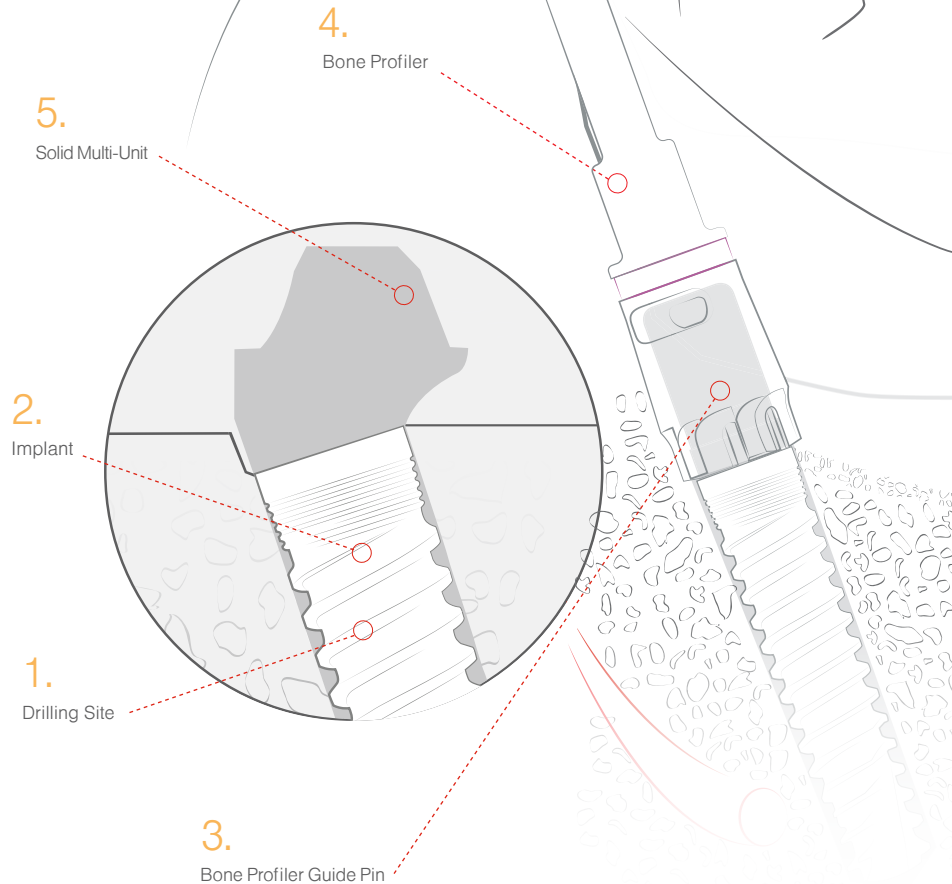 4.
Bone Profiler
5.
Solid Multi-Unit
2.
Implant
1.
Drilling Site
3.
Bone Profiler Guide Pin